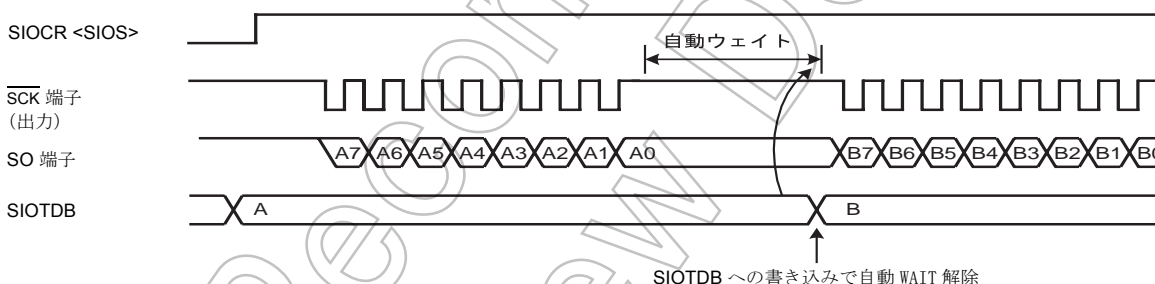 SIOCR <SIOS>
自動ウェイト
SCK 端子
(出力)
SO 端子
A7 A6 A5 A4 A3 A2 A1 A0 B7 B6 B5 B4 B3 B2 B1 B0
SIOTDB
A B
SIOTDB への書き込みで自動 WAIT 解除